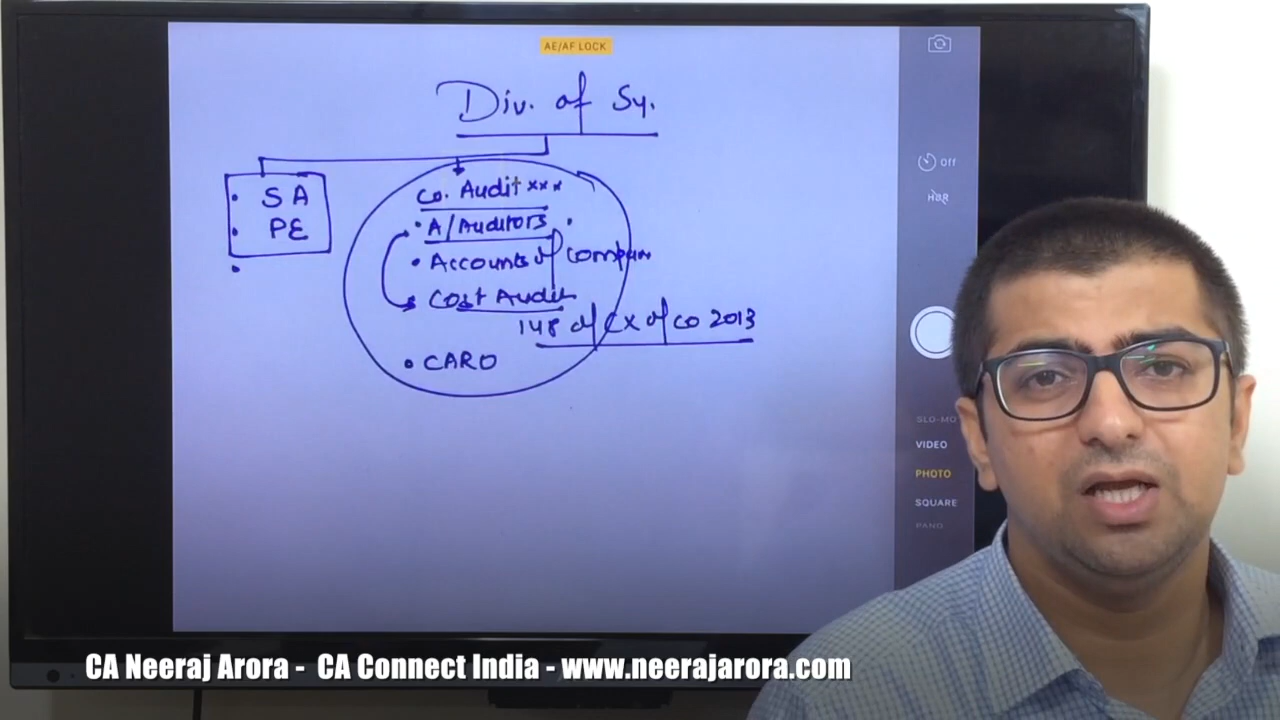 AE/AF LOCK
Div. of Sy.
SA
PE
Co. Audit xxx
A/Auditors
Accounts of compan
Cost Audit
148 of Cx of co 2013
CARO
off
SLO-MO
VIDEO
PHOTO
SQUARE
PANO
CA Neeraj Arora - CA Connect India - www.neerajarora.com